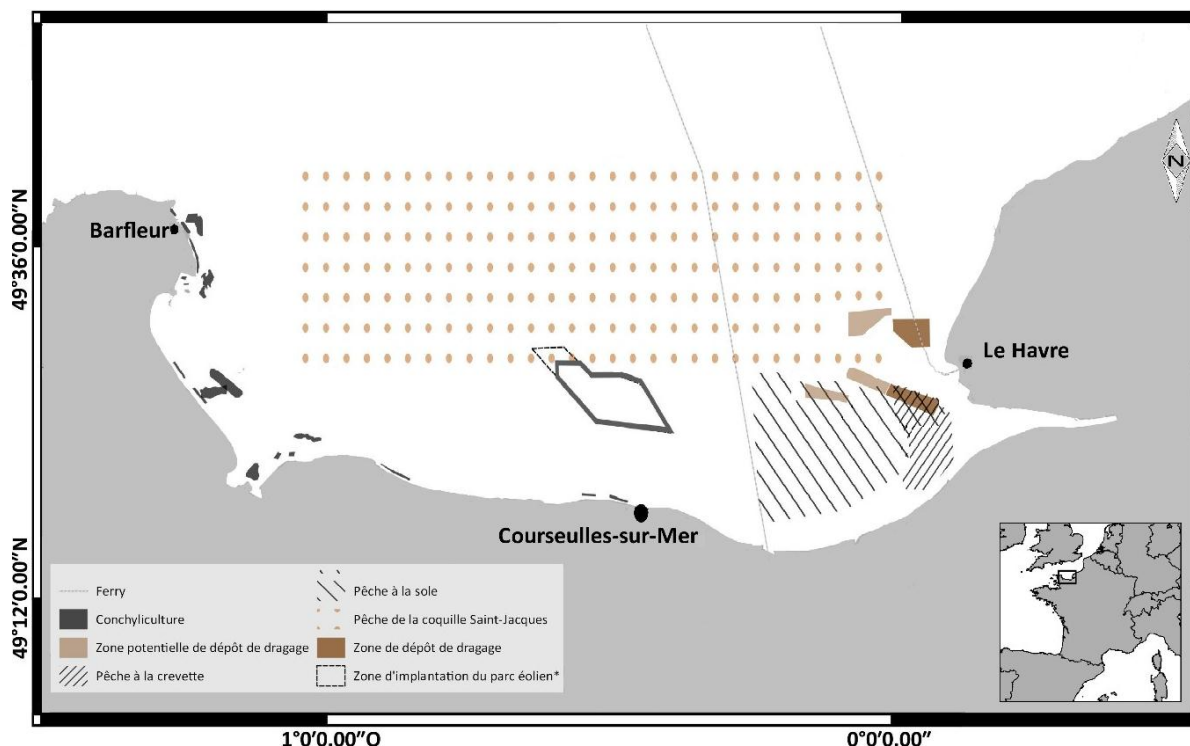 Barfleur
Le Havre
Courseulles-sur-Mer
49°36'0.00''N
49°12'0.00''N
Ferry
Conchyliculture
Zone potentielle de dépôt de dragage
Pêche à la crevette
Pêche à la sole
Pêche de la coquille Saint-Jacques
Zone de dépôt de dragage
Zone d'implantation du parc éolien*
1°0'0.00''O
0°0'0.00''
N